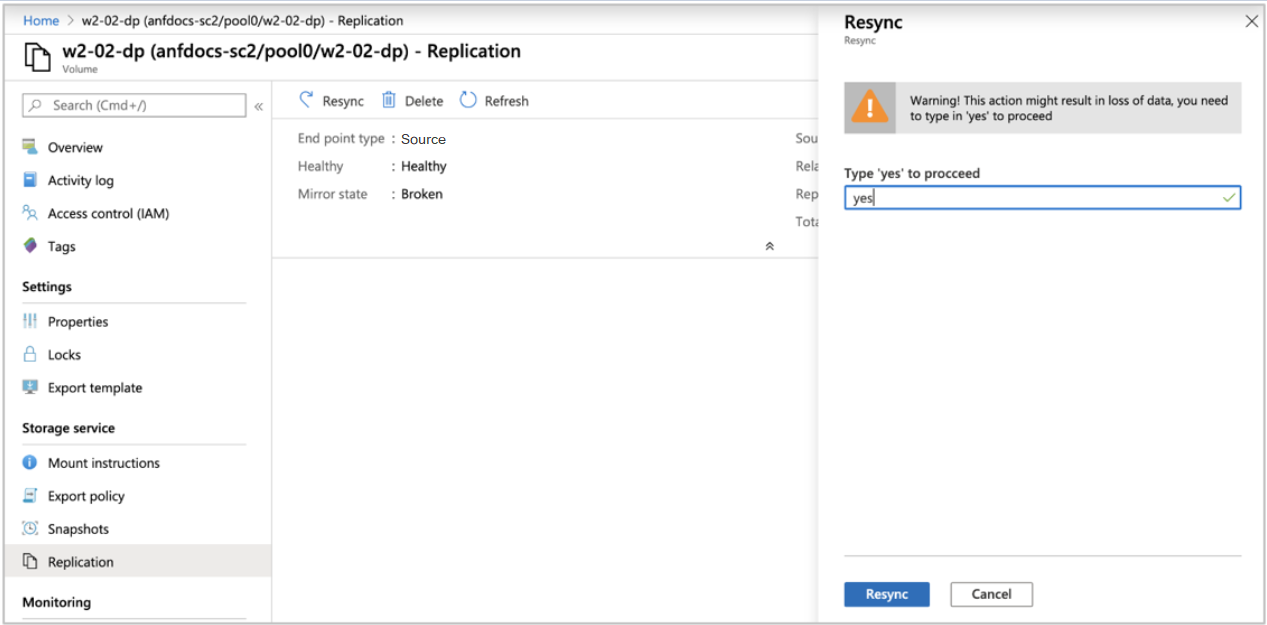 Home > w2-02-dp (anfdocs-sc2/pool0/w2-02-dp) - Replication
w2-02-dp (anfdocs-sc2/pool0/w2-02-dp) - Replication
Volume
Search (Cmd+/)
«
Overview
Activity log
Access control (IAM)
Tags
Settings
Properties
Locks
Export template
Storage service
Mount instructions
Export policy
Snapshots
Replication
Monitoring
Resync Delete Refresh
End point type : Source
Healthy : Healthy
Mirror state : Broken
Sou
Rela
Rep
Tota
Resync
Resync
Warning! This action might result in loss of data, you need
to type in 'yes' to proceed
Type 'yes' to procceed
yes
Resync Cancel